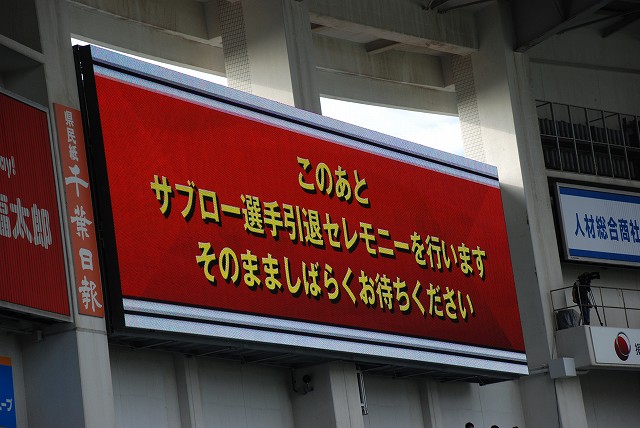 このあと
サブロー選手引退セレモニーを行います
そのまましばらくお待ちください
県民紙 千葉日報
福太郎
人材総合商社